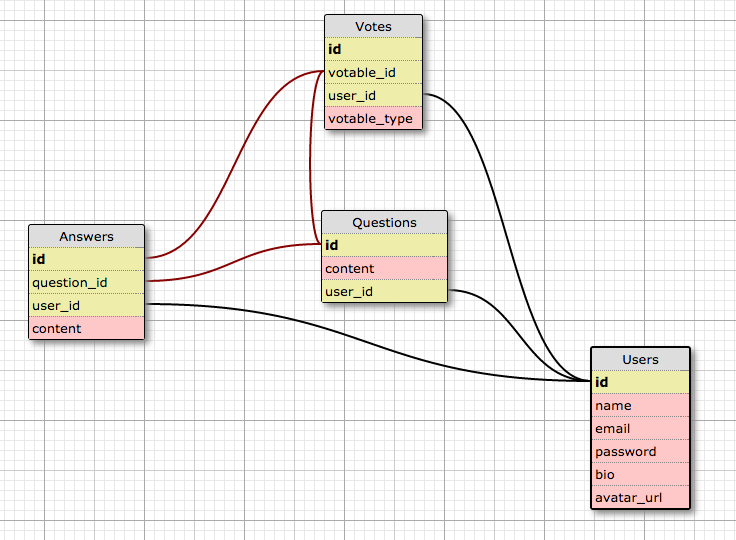 Votes
id
votable_id
user_id
votable_type
Questions
id
content
user_id
Answers
id
question_id
user_id
content
Users
id
name
email
password
bio
avatar_url